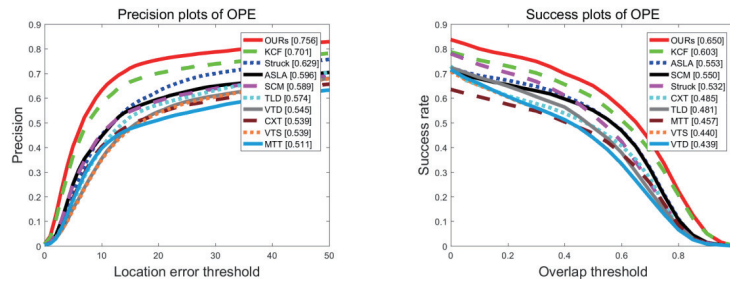 Precision plots of OPE
0.9
0.8
0.7
0.6
0.5
0.4
0.3
0.2
0.1
0
0 10 20 30 40 50
Precision
Location error threshold
OURs [0.756]
KCF [0.701]
Struck [0.629]
ASLA [0.596]
SCM [0.589]
TLD [0.574]
VTD [0.545]
CXT [0.539]
VTS [0.539]
MTT [0.511]
Success plots of OPE
0.9
0.8
0.7
0.6
0.5
0.4
0.3
0.2
0.1
0
0 0.2 0.4 0.6 0.8
Success rate
Overlap threshold
OURs [0.650]
KCF [0.603]
ASLA [0.553]
SCM [0.550]
Struck [0.532]
CXT [0.485]
TLD [0.481]
MTT [0.457]
VTS [0.440]
VTD [0.439]